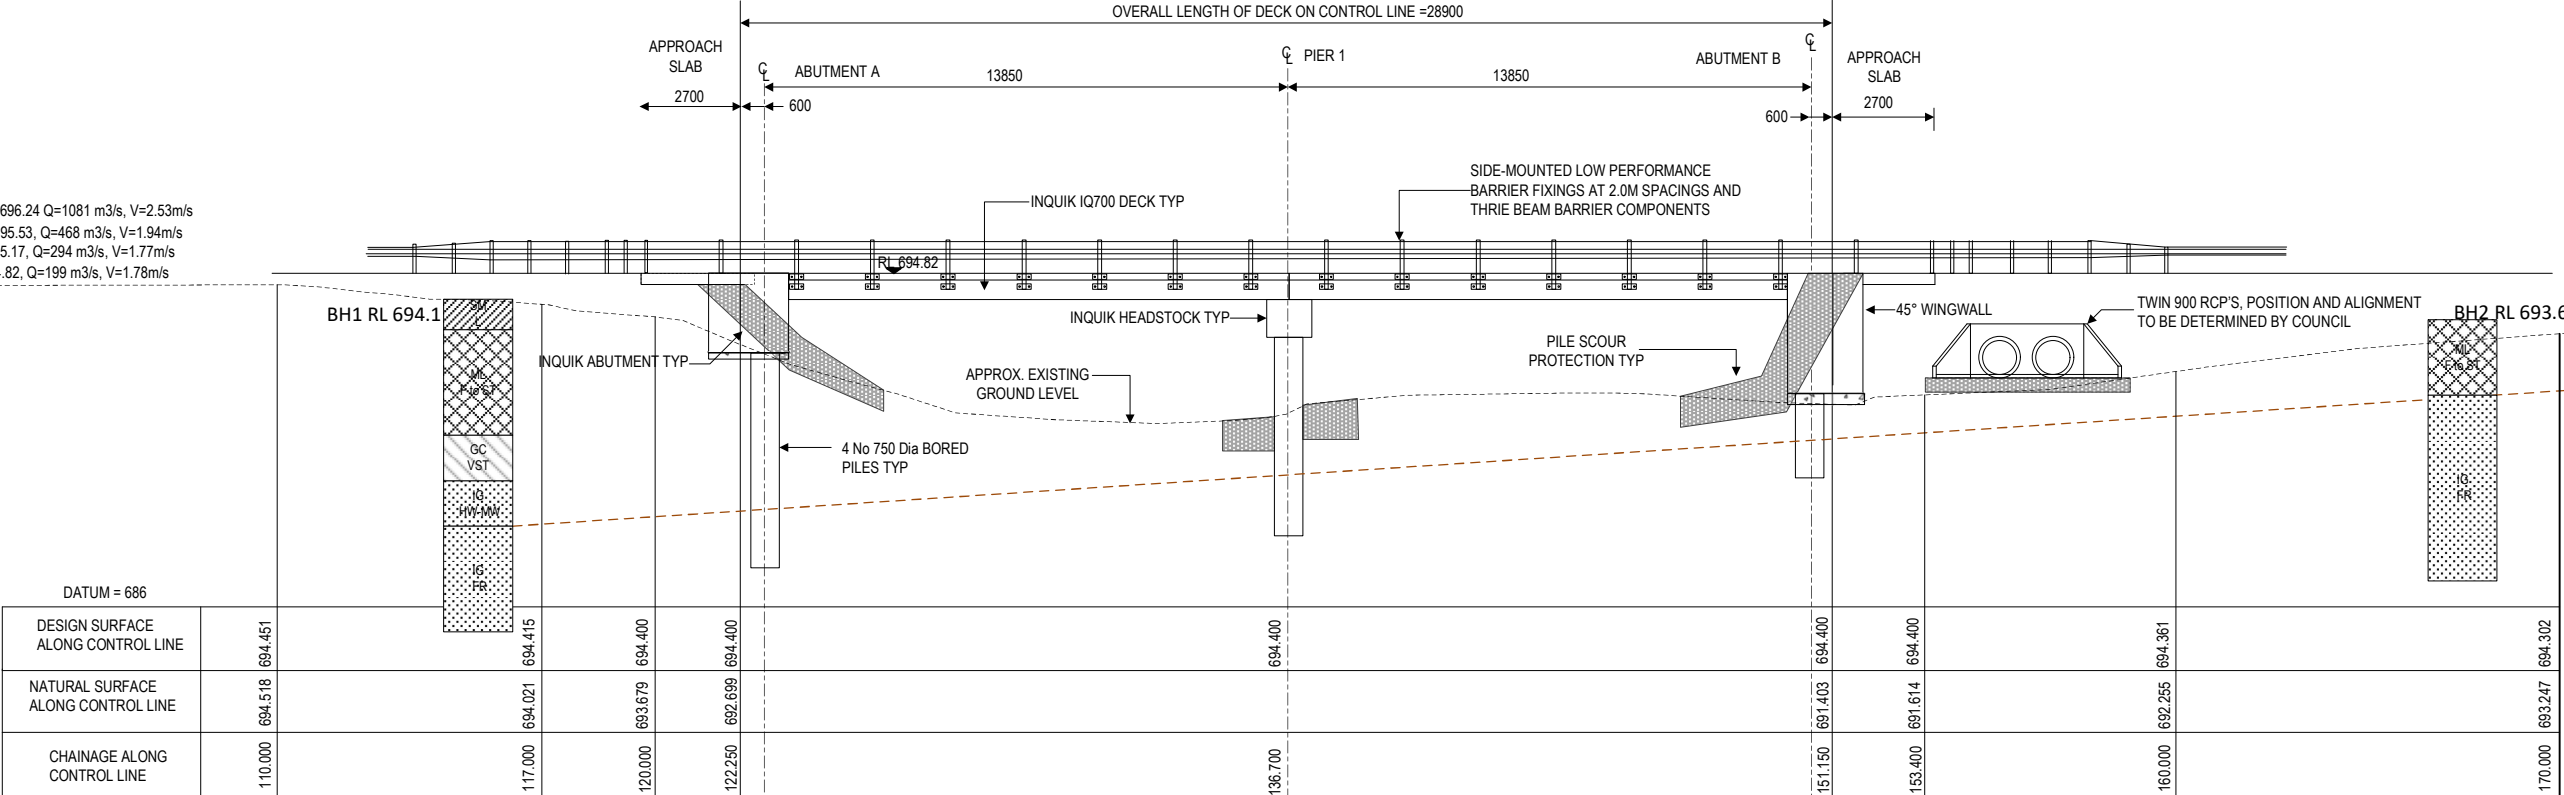 OVERALL LENGTH OF DECK ON CONTROL LINE =28900
APPROACH
SLAB
℄
ABUTMENT A
13850
℄ PIER 1
13850
ABUTMENT B
℄
APPROACH
SLAB
2700
600
600
2700
696.24 Q=1081 m3/s, V=2.53m/s
95.53, Q=468 m3/s, V=1.94m/s
5.17, Q=294 m3/s, V=1.77m/s
.82, Q=199 m3/s, V=1.78m/s
INQUIK IQ700 DECK TYP
SIDE-MOUNTED LOW PERFORMANCE
BARRIER FIXINGS AT 2.0M SPACINGS AND
THRIE BEAM BARRIER COMPONENTS
RL 694.82
BH1 RL 694.1
SM
L
ML
F to ST
GC
VST
IG
HW-MW
IG
FR
INQUIK ABUTMENT TYP
4 No 750 Dia BORED
PILES TYP
APPROX. EXISTING
GROUND LEVEL
INQUIK HEADSTOCK TYP
PILE SCOUR
PROTECTION TYP
45° WINGWALL
TWIN 900 RCP'S, POSITION AND ALIGNMENT
TO BE DETERMINED BY COUNCIL
BH2 RL 693.6
ML
F to ST
IG
FR
DATUM = 686
DESIGN SURFACE
ALONG CONTROL LINE
694.451
694.415
694.400
694.400
694.400
694.400
694.400
694.361
694.302
NATURAL SURFACE
ALONG CONTROL LINE
694.518
694.021
693.679
692.699
691.403
691.614
692.255
693.247
CHAINAGE ALONG
CONTROL LINE
110.000
117.000
120.000
122.250
136.700
151.150
153.400
160.000
170.000